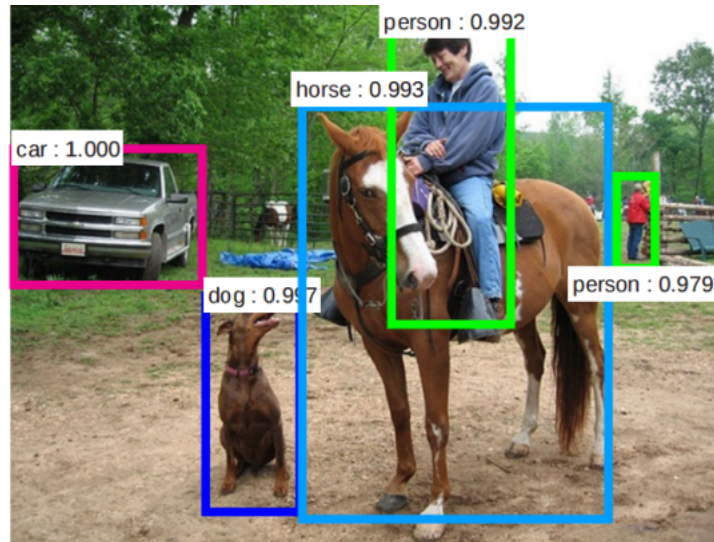 person : 0.992
horse : 0.993
car : 1.000
dog : 0.997
person : 0.979